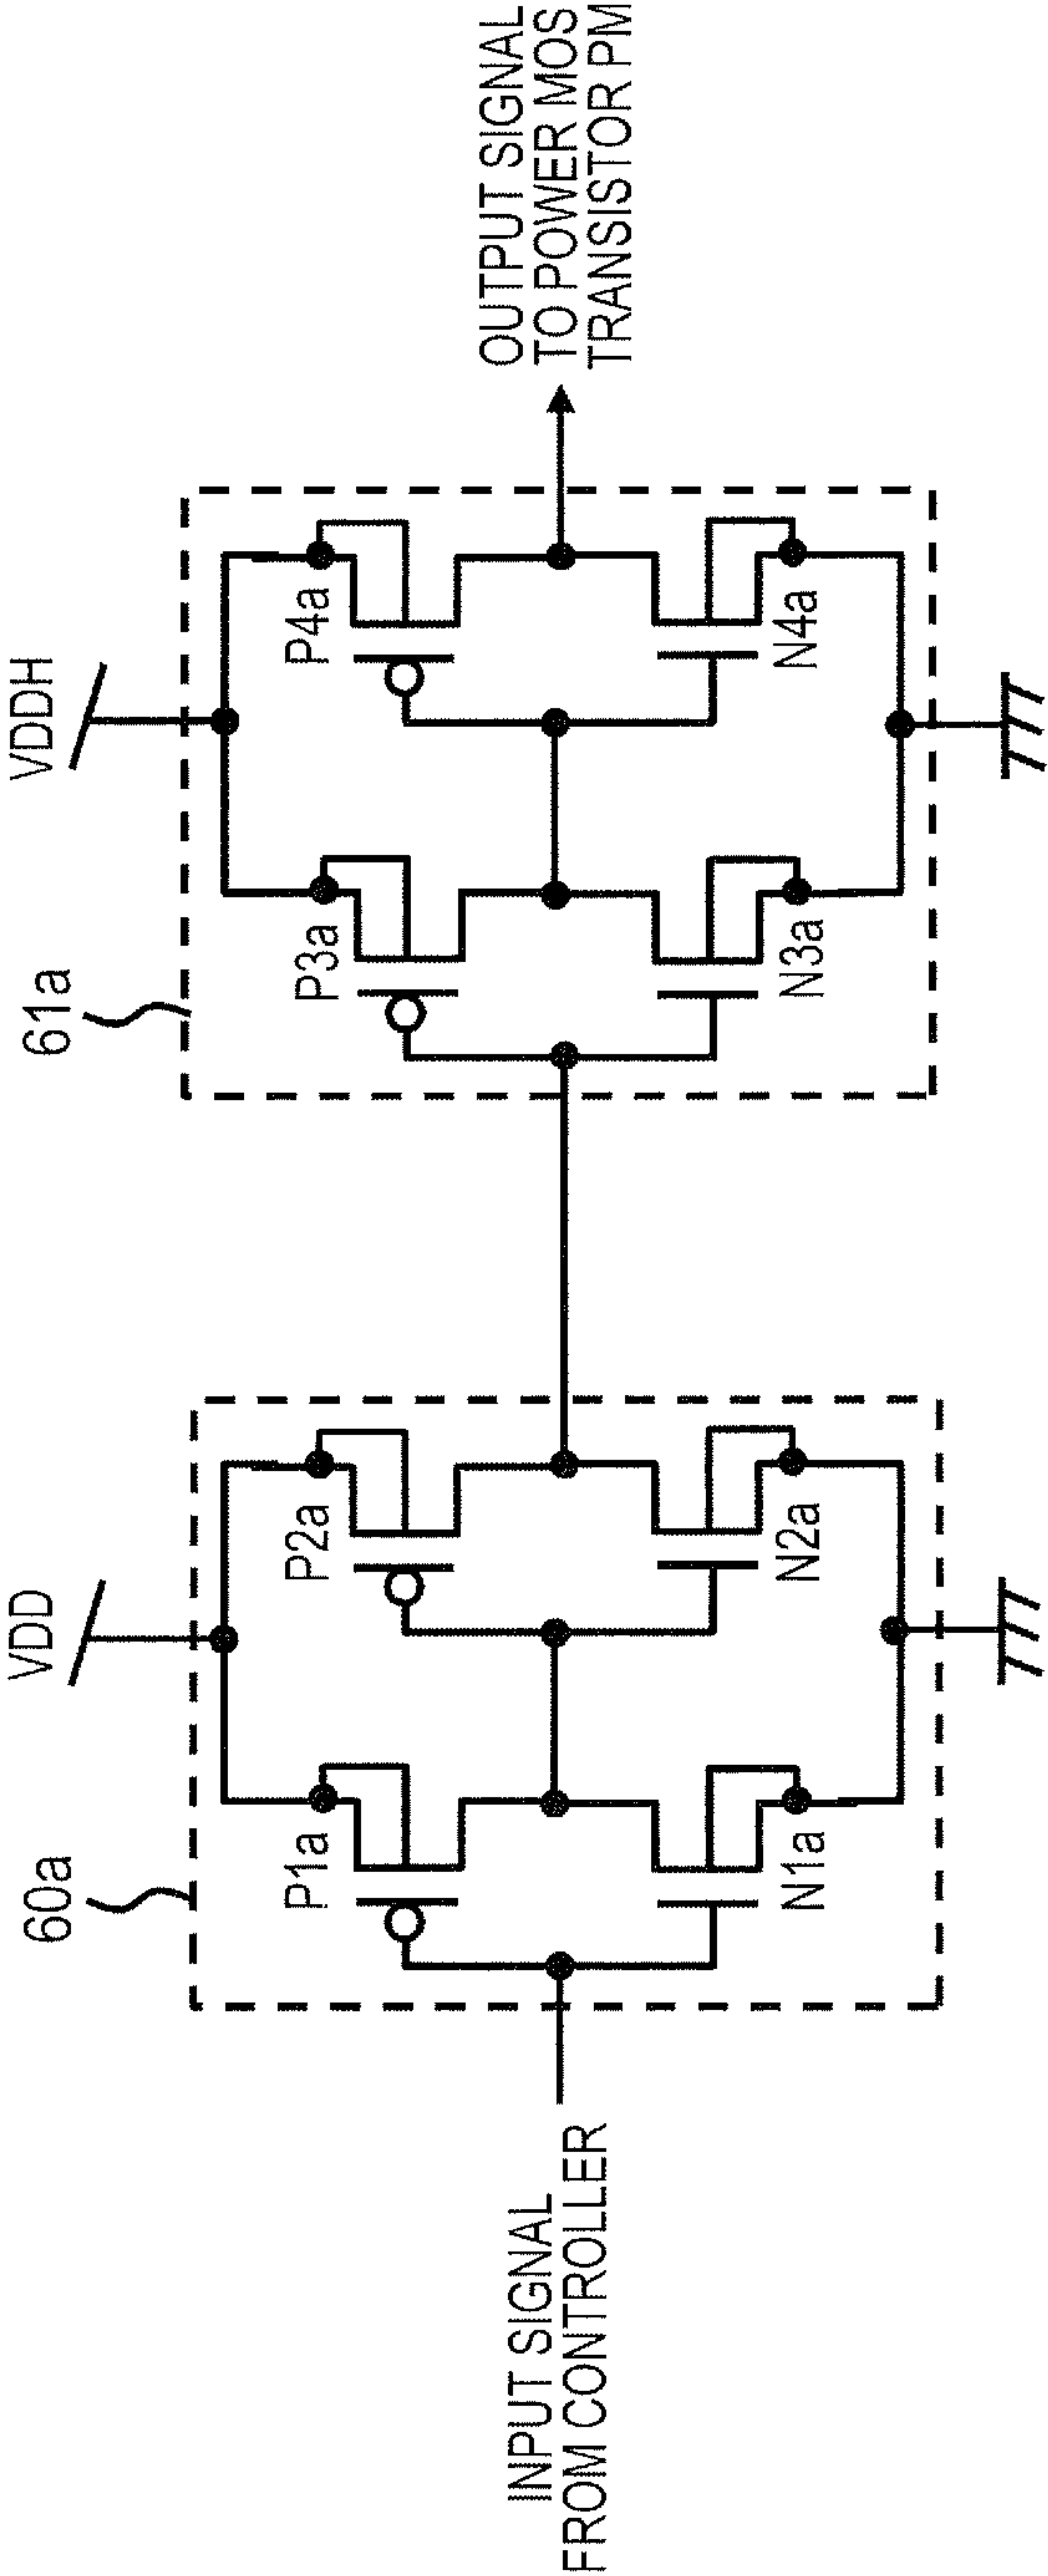 60a
VDD
P1a
P2a
N1a
N2a
INPUT SIGNAL
FROM CONTROLLER
61a
VDDH
P3a
P4a
N3a
N4a
OUTPUT SIGNAL
TO POWER MOS
TRANSISTOR PM